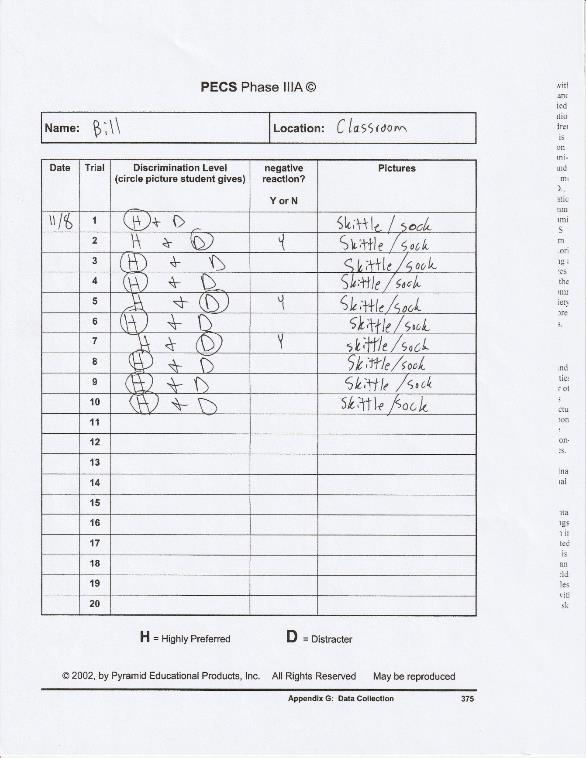 PECS Phase IIIA ©
Name: Bill Location: Classroom
Date Trial Discrimination Level negative Pictures
(circle picture student gives) reaction?
Y or N
11/8 1 H + D Skittle / sock
2 H + D Y Skittle / sock
3 H + D Skittle / sock
4 H + D Skittle / sock
5 H + D Y Skittle / sock
6 H + D Skittle / sock
7 H + D Y skittle / sock
8 H + D Skittle / sock
9 H + D Skittle / sock
10 H + D Skittle / sock
11
12
13
14
15
16
17
18
19
20
H = Highly Preferred D = Distracter
© 2002, by Pyramid Educational Products, Inc. All Rights Reserved May be reproduced
Appendix G: Data Collection 375